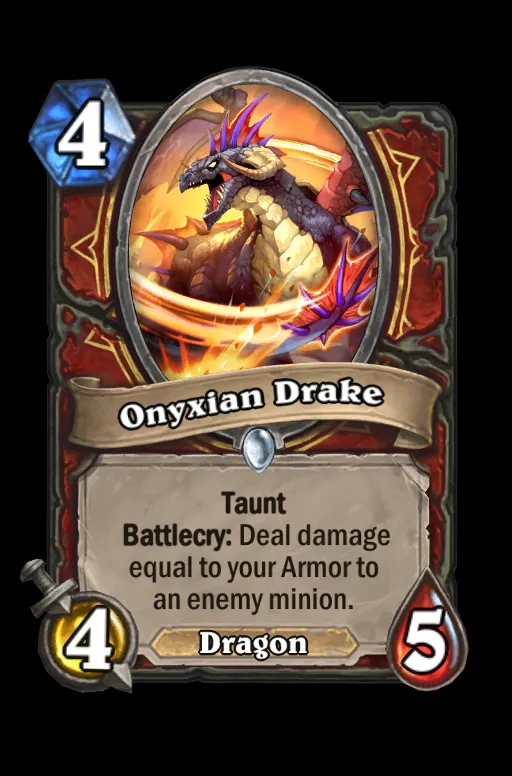 4
Onyxian Drake
Taunt
Battlecry: Deal damage
equal to your Armor to
an enemy minion.
4
Dragon
5